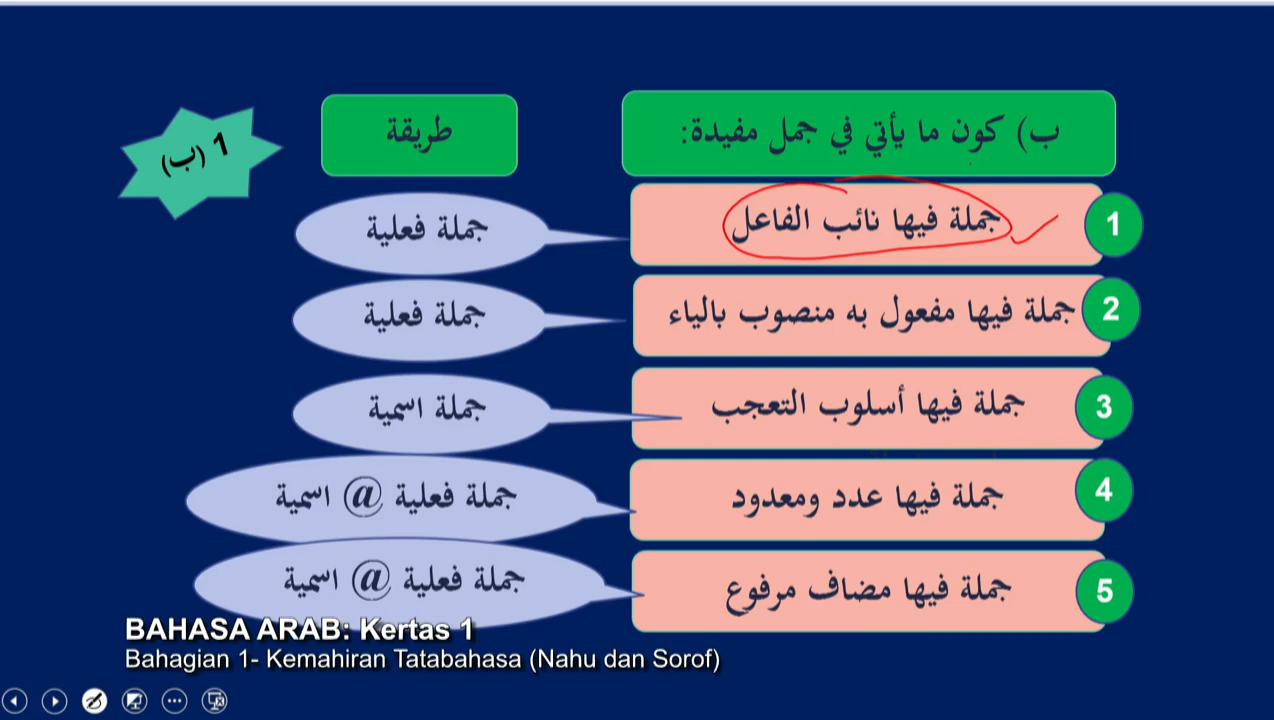 ب) كون ما يأتي في جمل مفيدة:
طريقة
1 (ب)
1
جملة فيها نائب الفاعل
جملة فعلية
2
جملة فيها مفعول به منصوب بالياء
جملة فعلية
3
جملة فيها أسلوب التعجب
جملة اسمية
4
جملة فيها عدد ومعدود
جملة فعلية @ اسمية
5
جملة فيها مضاف مرفوع
جملة فعلية @ اسمية
BAHASA ARAB: Kertas 1
Bahagian 1- Kemahiran Tatabahasa (Nahu dan Sorof)